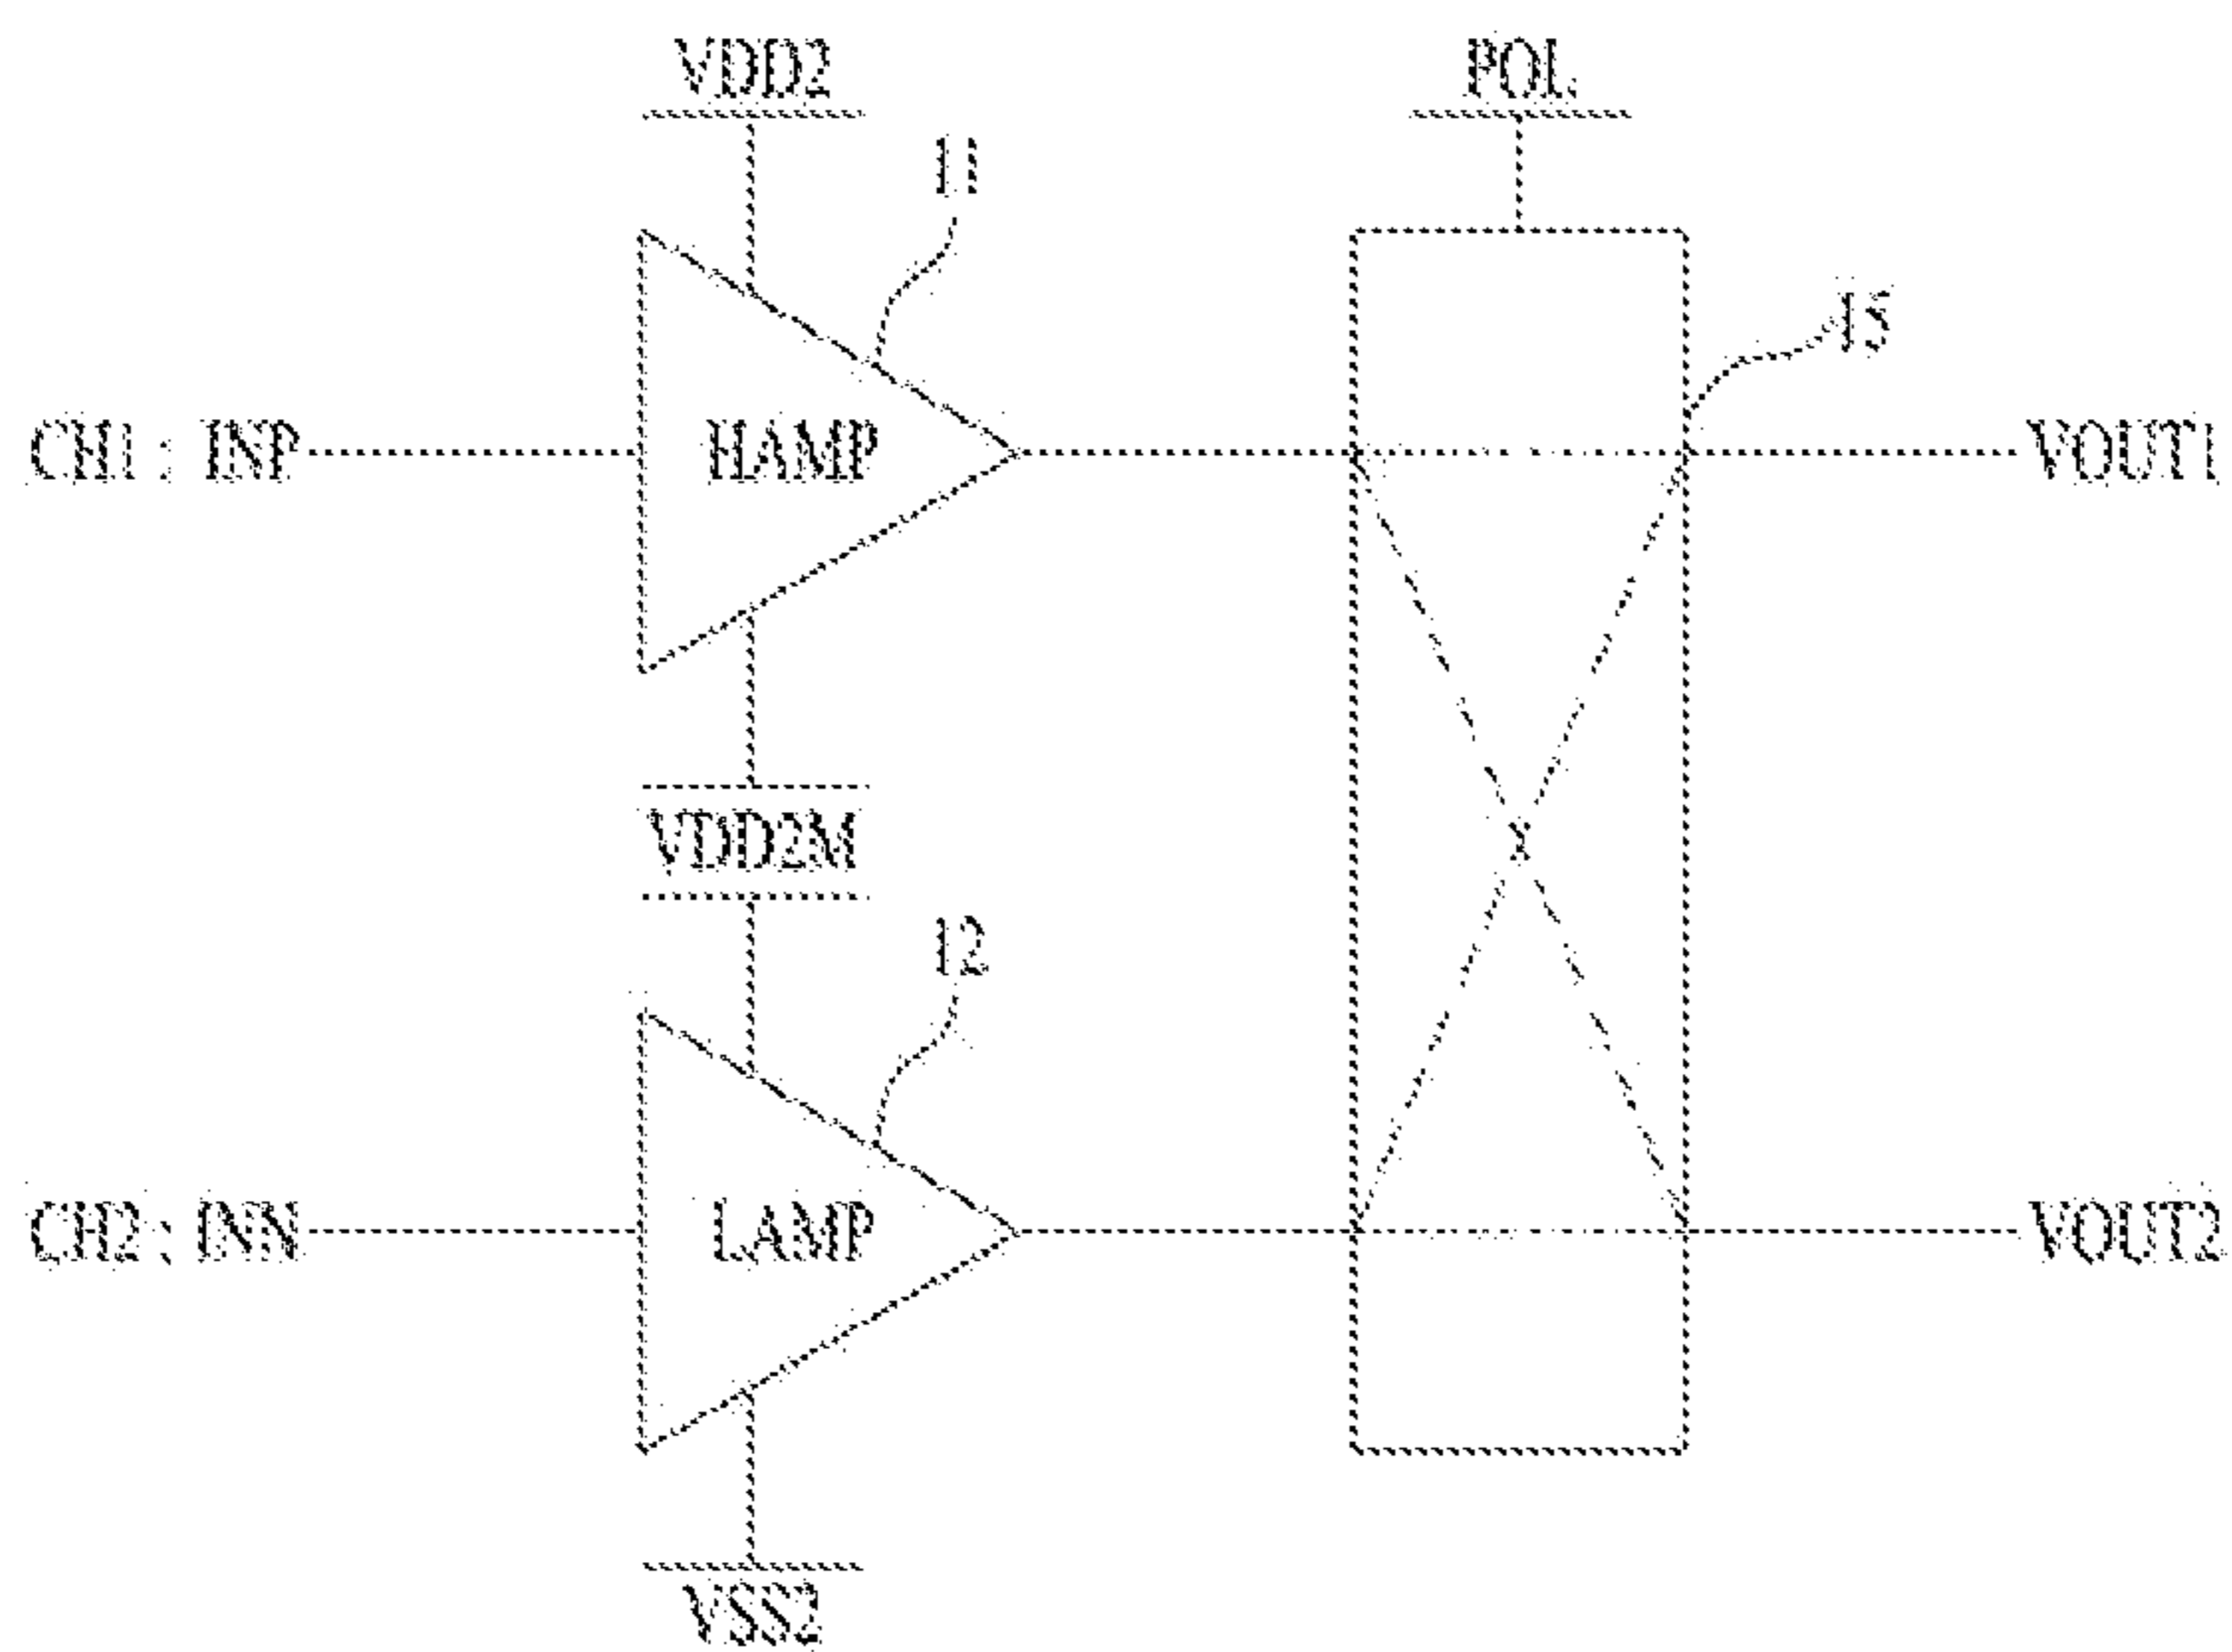 VDD2
POL
11
15
CH1 : INP
HAMP
VOUT1
VDD2M
12
CH2 : INN
LAMP
VOUT2
VSS2